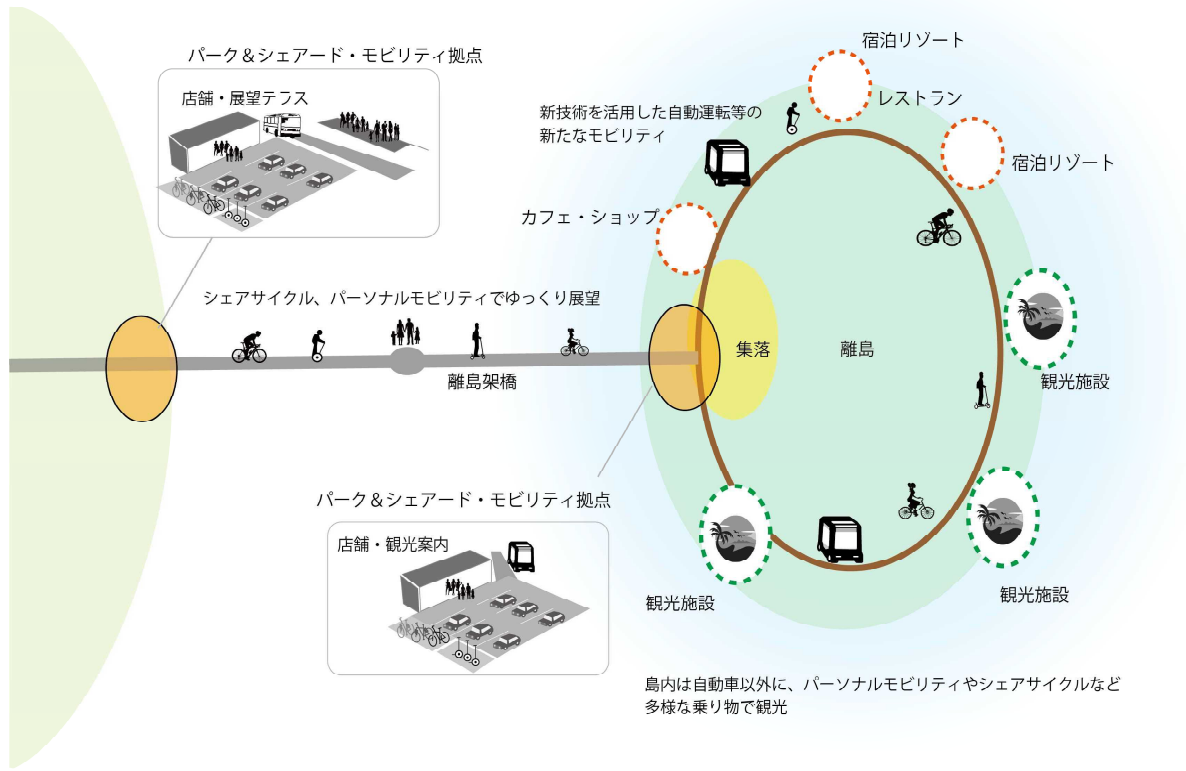 パーク＆シェアード・モビリティ拠点
店舗・展望テラス
宿泊リゾート
レストラン
新技術を活用した自動運転等の
新たなモビリティ
宿泊リゾート
カフェ・ショップ
シェアサイクル、パーソナルモビリティでゆっくり展望
集落
離島
離島架橋
観光施設
パーク＆シェアード・モビリティ拠点
店舗・観光案内
観光施設
観光施設
島内は自動車以外に、パーソナルモビリティやシェアサイクルなど
多様な乗り物で観光